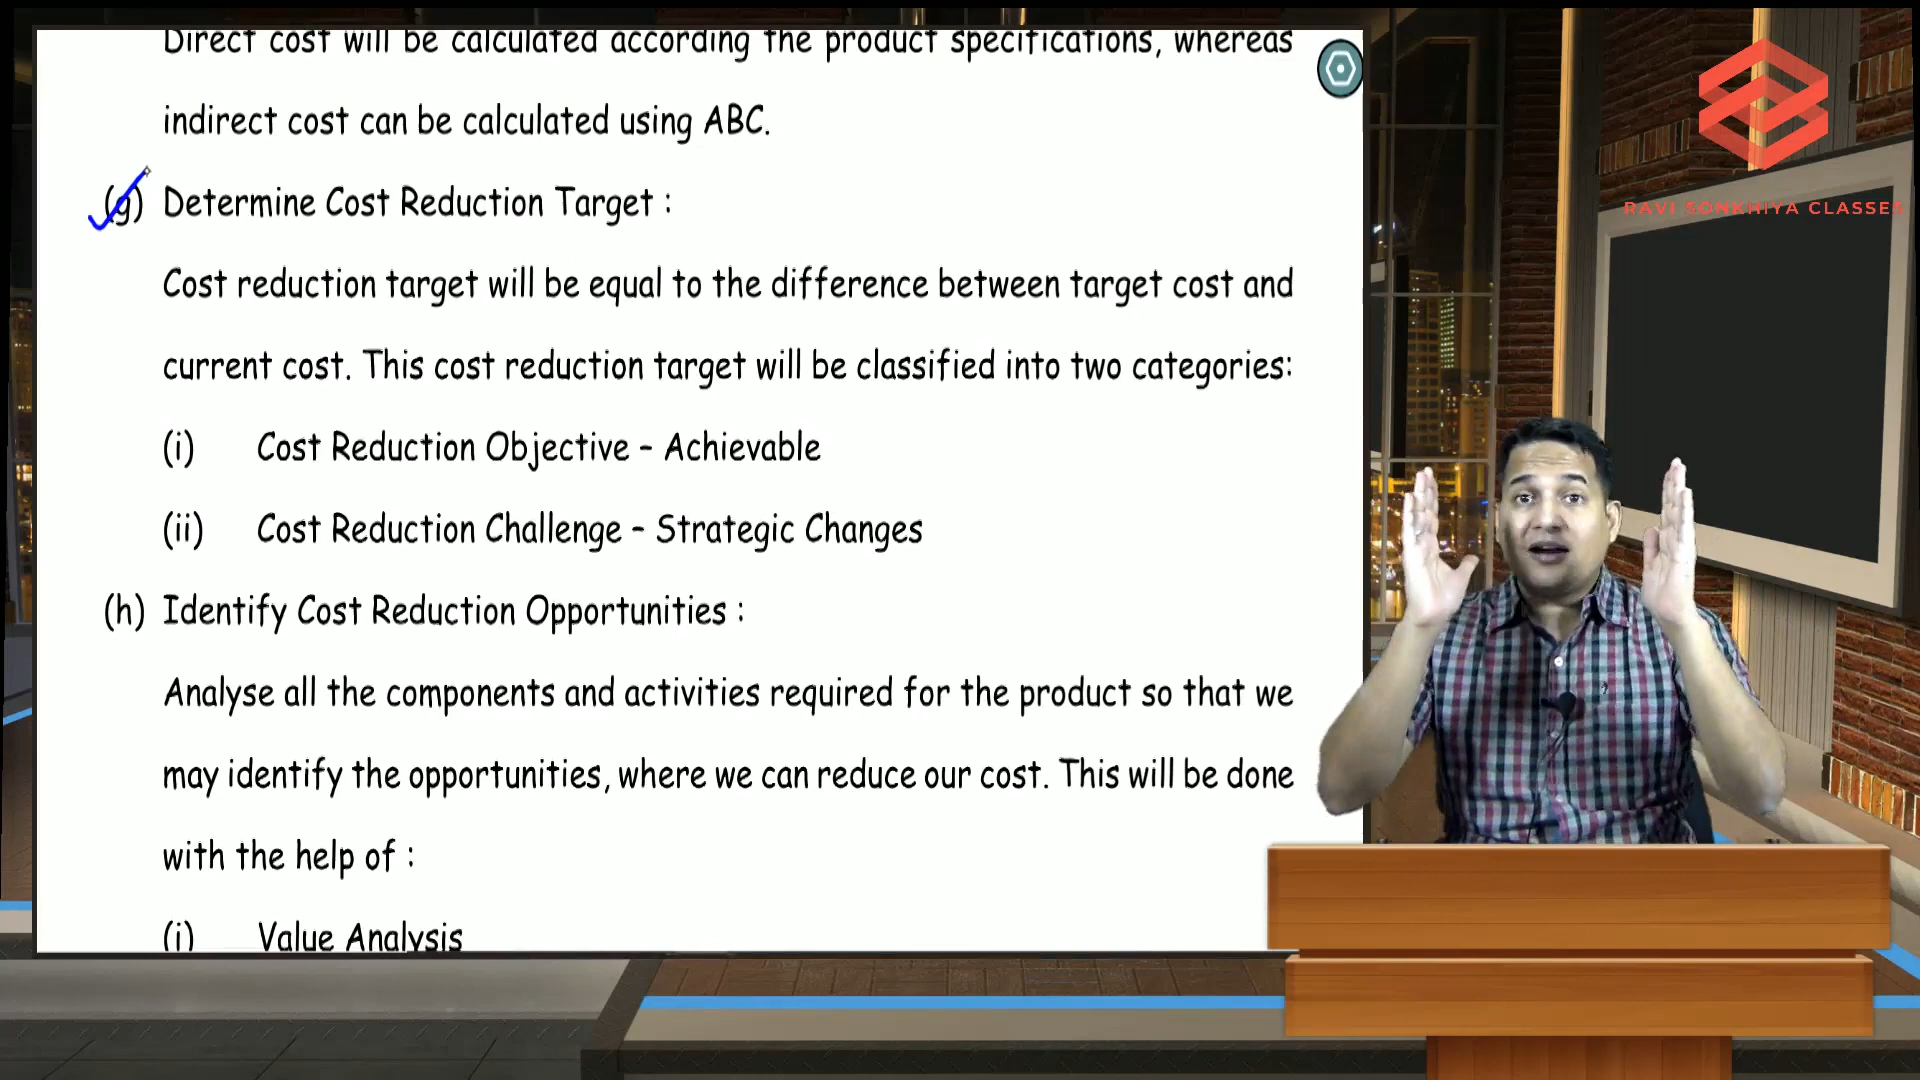 Direct cost will be calculated according the product specifications, whereas
indirect cost can be calculated using ABC.
(g) Determine Cost Reduction Target :
Cost reduction target will be equal to the difference between target cost and
current cost. This cost reduction target will be classified into two categories:
(i) Cost Reduction Objective – Achievable
(ii) Cost Reduction Challenge – Strategic Changes
(h) Identify Cost Reduction Opportunities :
Analyse all the components and activities required for the product so that we
may identify the opportunities, where we can reduce our cost. This will be done
with the help of :
(i) Value Analysis
RAVI SONKHIYA CLASSES